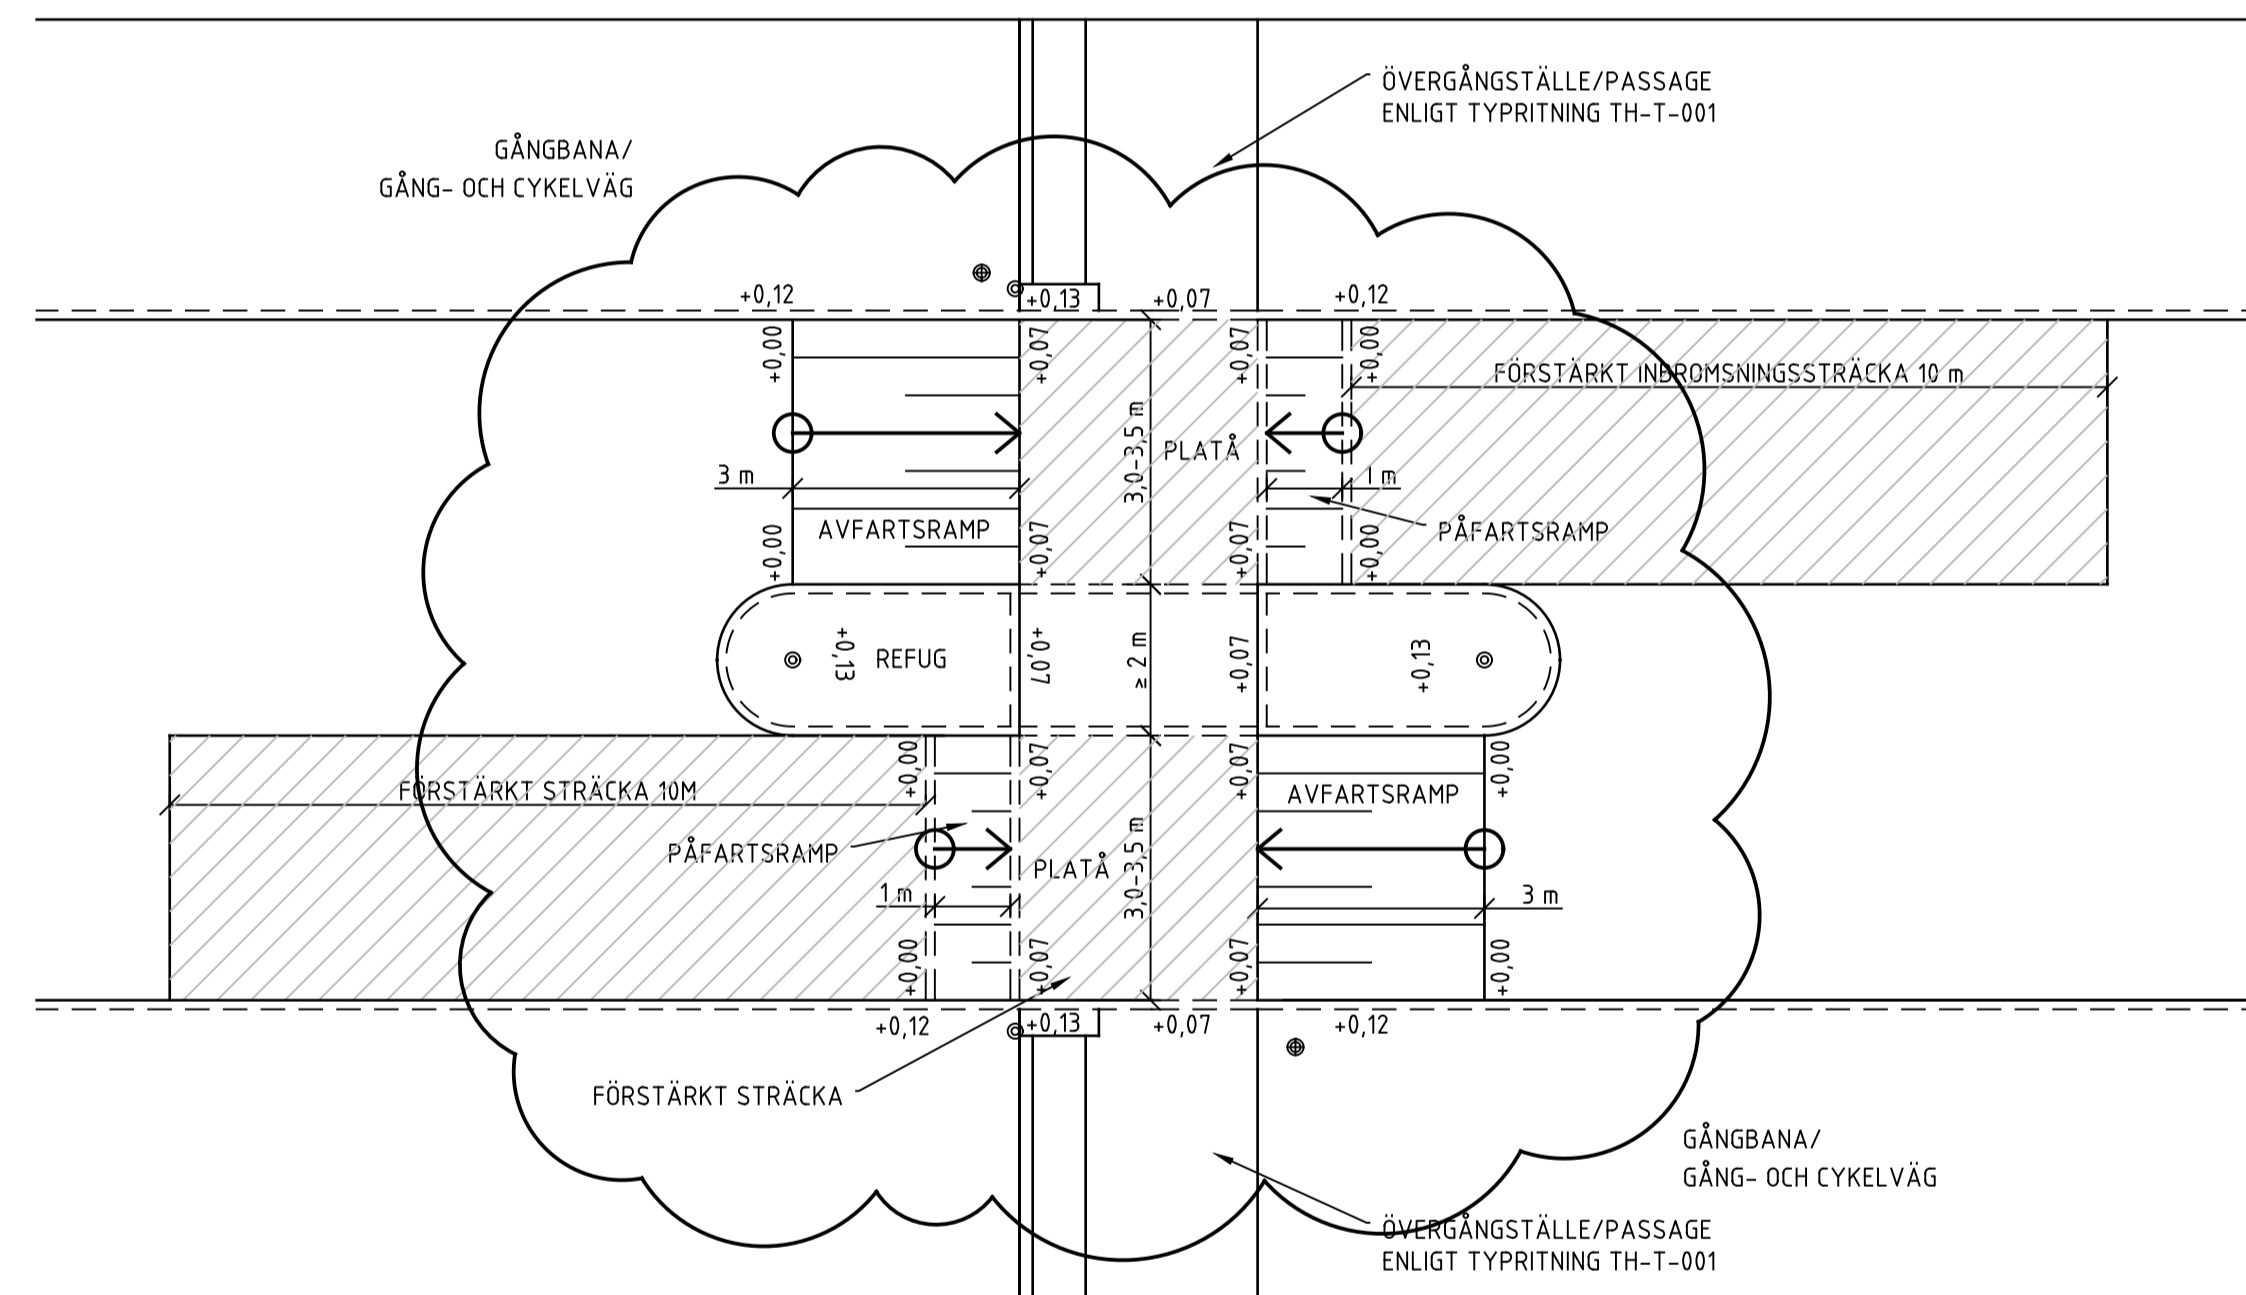 ÖVERGÅNGSTÄLLE/PASSAGE
ENLIGT TYPRITNING TH-T-001
GÅNGBANA/
GÅNG- OCH CYKELVÄG
+0,12
+0,13
+0,07
+0,12
+0,00
+0,07
+0,07
+0,00
FÖRSTÄRKT INBROMSNINGSSTRÄCKA 10 m
3,0-3,5 m
PLATÅ
3 m
1 m
AVFARTSRAMP
PÅFARTSRAMP
+0,00
+0,07
+0,07
+0,00
+0,13
REFUG
+0,07
≥ 2 m
+0,07
+0,13
+0,00
+0,07
+0,07
+0,00
FÖRSTÄRKT STRÄCKA 10M
AVFARTSRAMP
PÅFARTSRAMP
PLATÅ
3,0-3,5 m
1 m
3 m
+0,00
+0,07
+0,07
+0,00
+0,12
+0,13
+0,07
+0,12
FÖRSTÄRKT STRÄCKA
GÅNGBANA/
GÅNG- OCH CYKELVÄG
ÖVERGÅNGSTÄLLE/PASSAGE
ENLIGT TYPRITNING TH-T-001